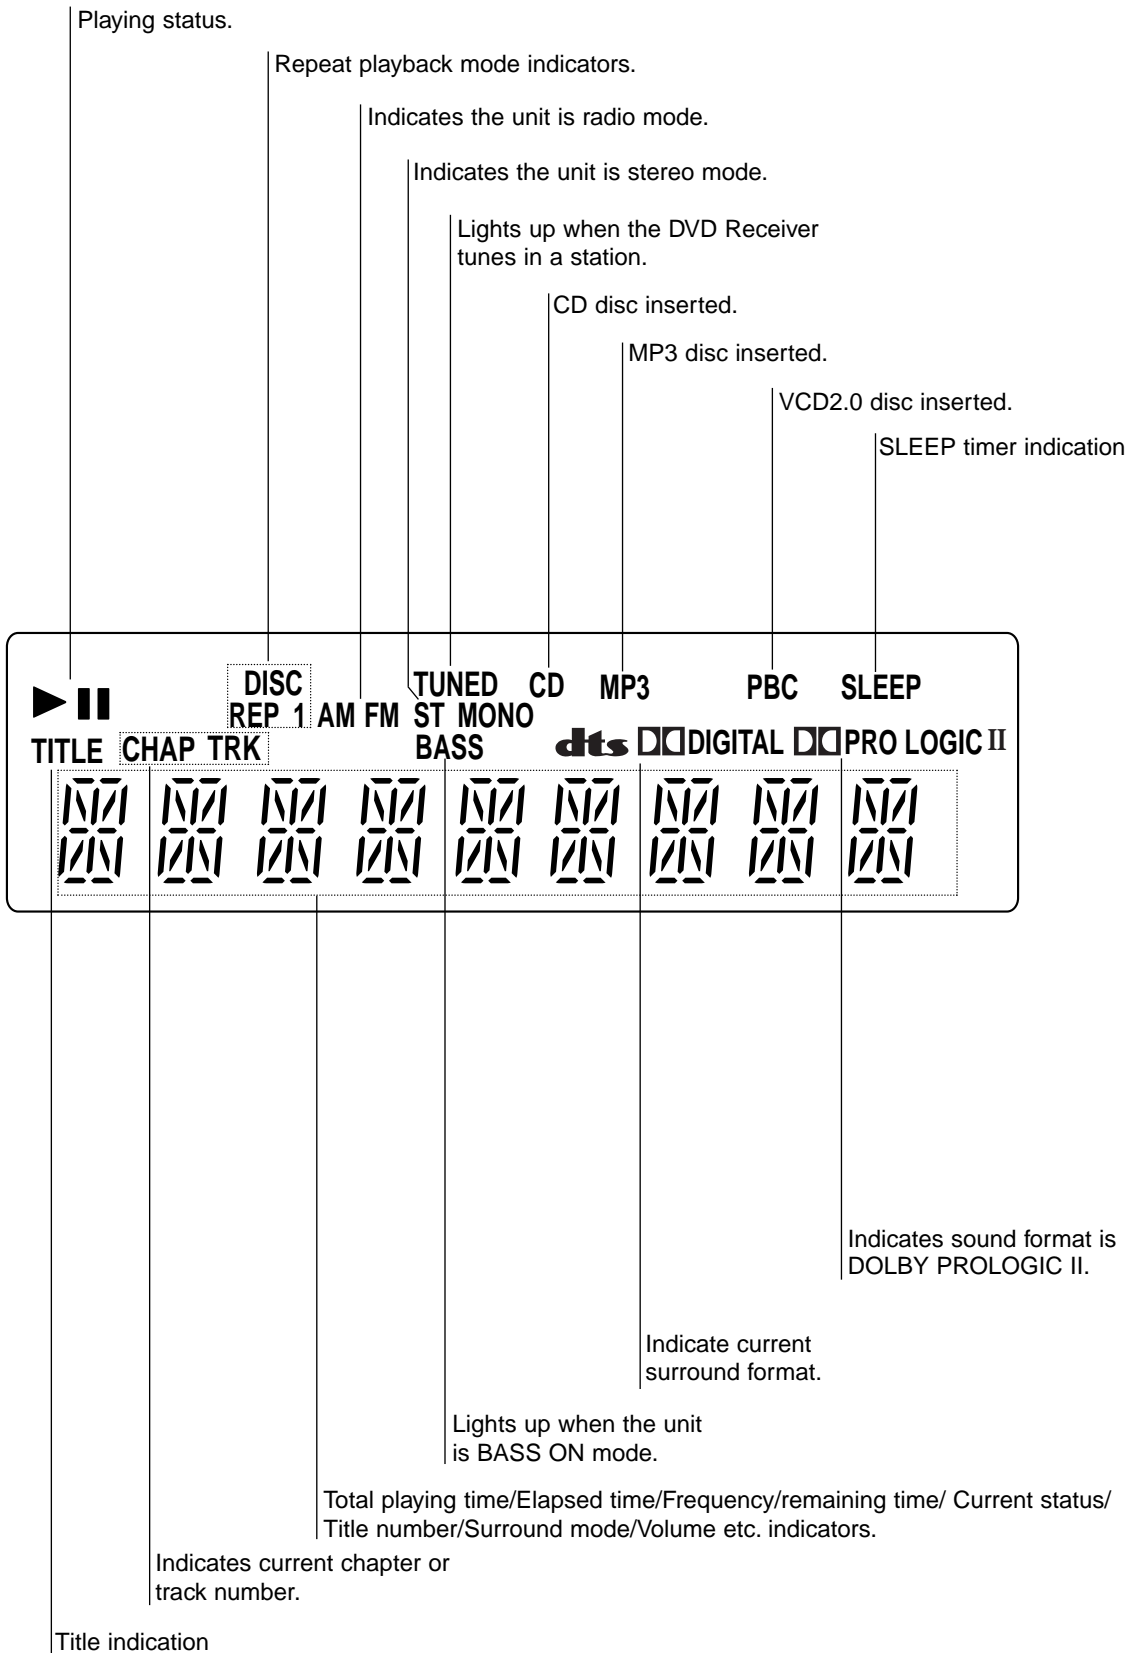 Playing status.
Repeat playback mode indicators.
Indicates the unit is radio mode.
Indicates the unit is stereo mode.
Lights up when the DVD Receiver
tunes in a station.
CD disc inserted.
MP3 disc inserted.
VCD2.0 disc inserted.
SLEEP timer indication
DISC TUNED CD MP3 PBC SLEEP
REP 1 AM FM ST MONO
TITLE CHAP TRK BASS dts DIGITAL PRO LOGIC II
Indicates sound format is
DOLBY PROLOGIC II.
Indicate current
surround format.
Lights up when the unit
is BASS ON mode.
Total playing time/Elapsed time/Frequency/remaining time/ Current status/
Title number/Surround mode/Volume etc. indicators.
Indicates current chapter or
track number.
Title indication